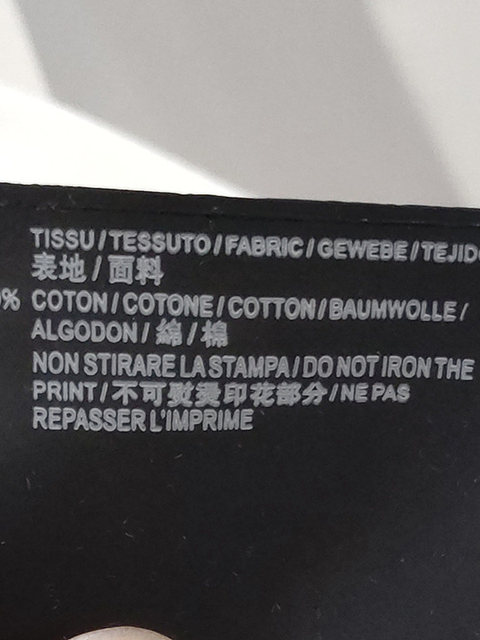 TISSU / TESSUTO / FABRIC / GEWEBE / TEJIDO
表地 / 面料
0% COTON / COTONE / COTTON / BAUMWOLLE /
ALGODON / 綿 / 棉
NON STIRARE LA STAMPA / DO NOT IRON THE
PRINT / 不可熨烫印花部分 / NE PAS
REPASSER L'IMPRIME